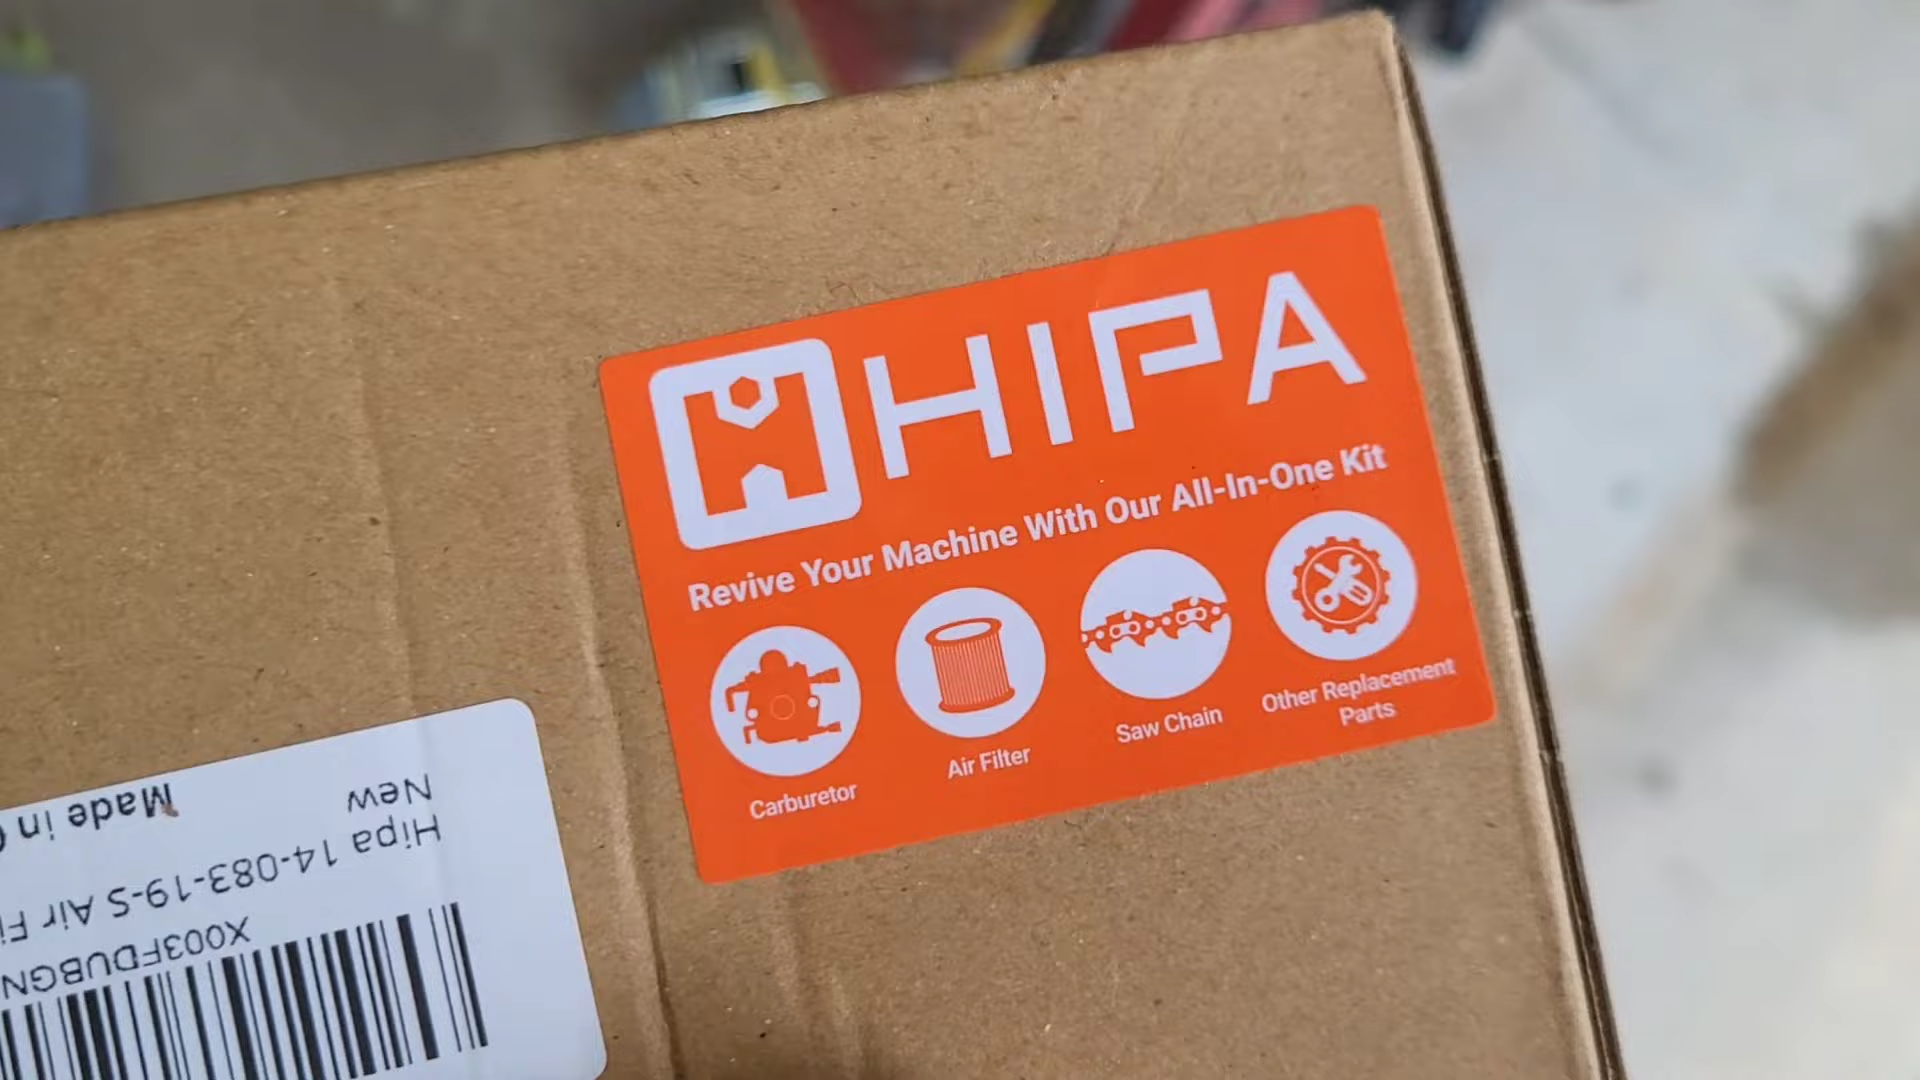 HIPA
Revive Your Machine With Our All-In-One Kit
Carburetor
Air Filter
Saw Chain
Other Replacement
Parts
X003FDUBGN
Hipa 14-083-19-S Air
New
Made in